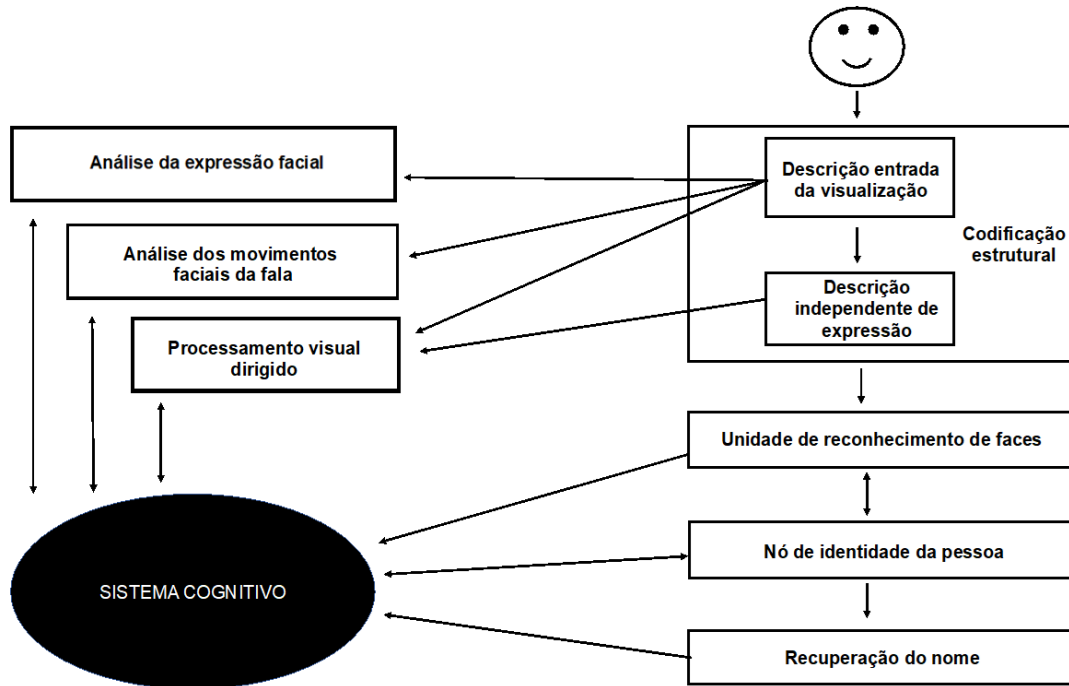 Análise da expressão facial
Descrição entrada
da visualização
Análise dos movimentos
faciais da fala
Codificação
estrutural
Descrição
independente de
expressão
Processamento visual
dirigido
Unidade de reconhecimento de faces
Nó de identidade da pessoa
SISTEMA COGNITIVO
Recuperação do nome